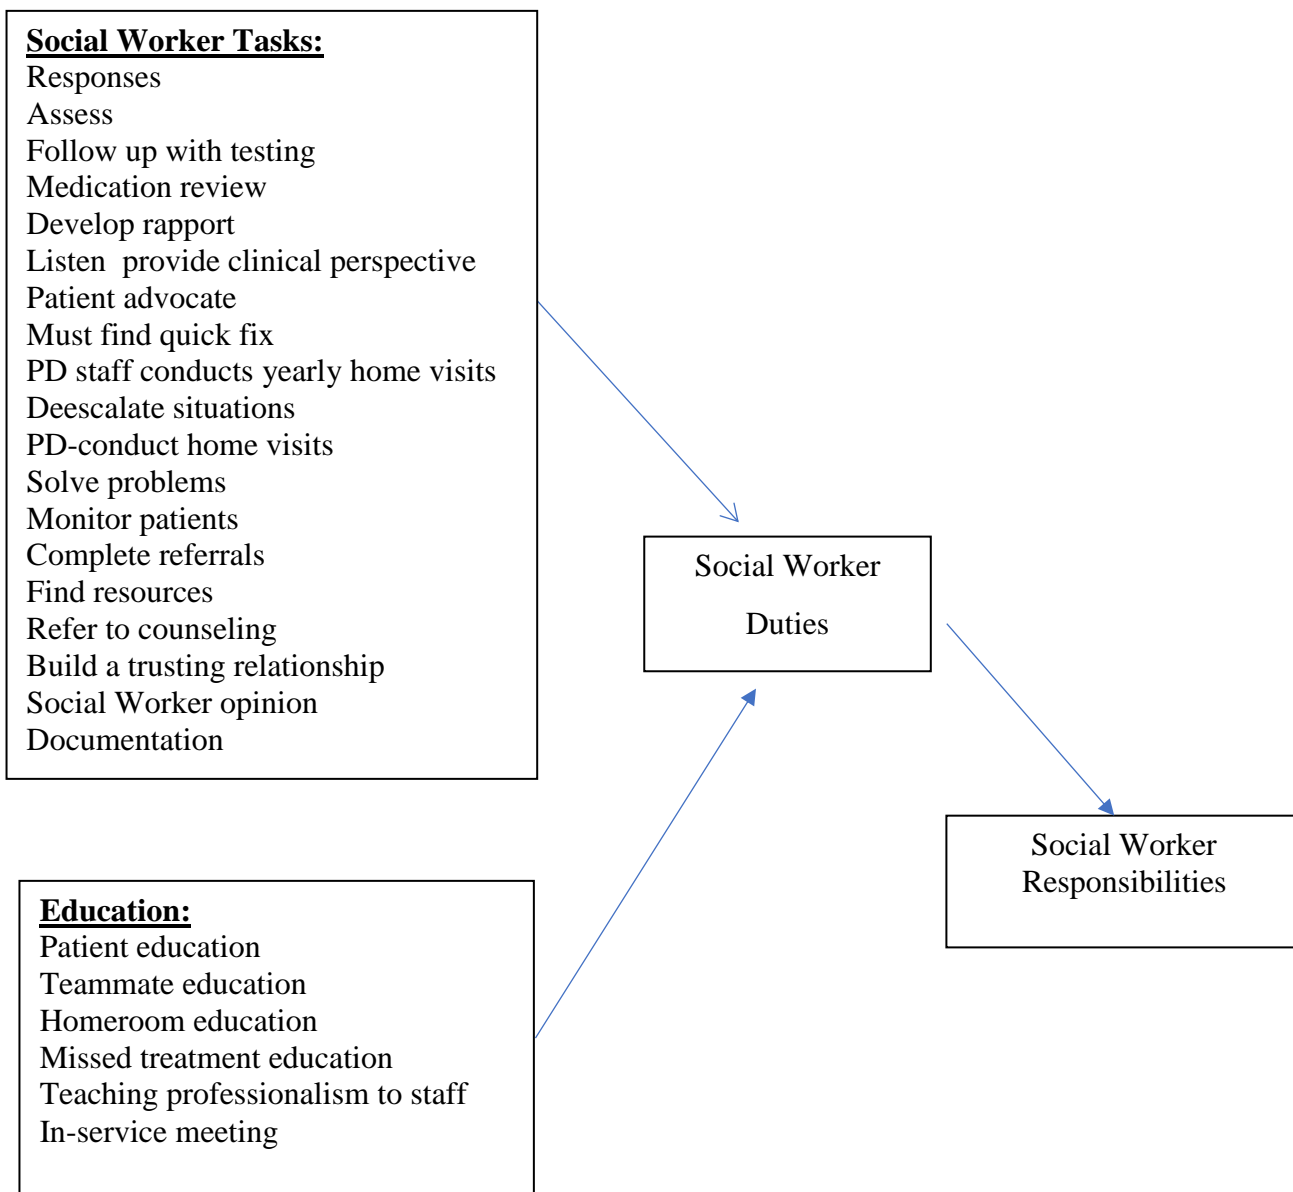 Social Worker Tasks:
Responses
Assess
Follow up with testing
Medication review
Develop rapport
Listen  provide clinical perspective
Patient advocate
Must find quick fix
PD staff conducts yearly home visits
Deescalate situations
PD-conduct home visits
Solve problems
Monitor patients
Complete referrals
Find resources
Refer to counseling
Build a trusting relationship
Social Worker opinion
Documentation
Social Worker
Duties
Social Worker
Responsibilities
Education:
Patient education
Teammate education
Homeroom education
Missed treatment education
Teaching professionalism to staff
In-service meeting